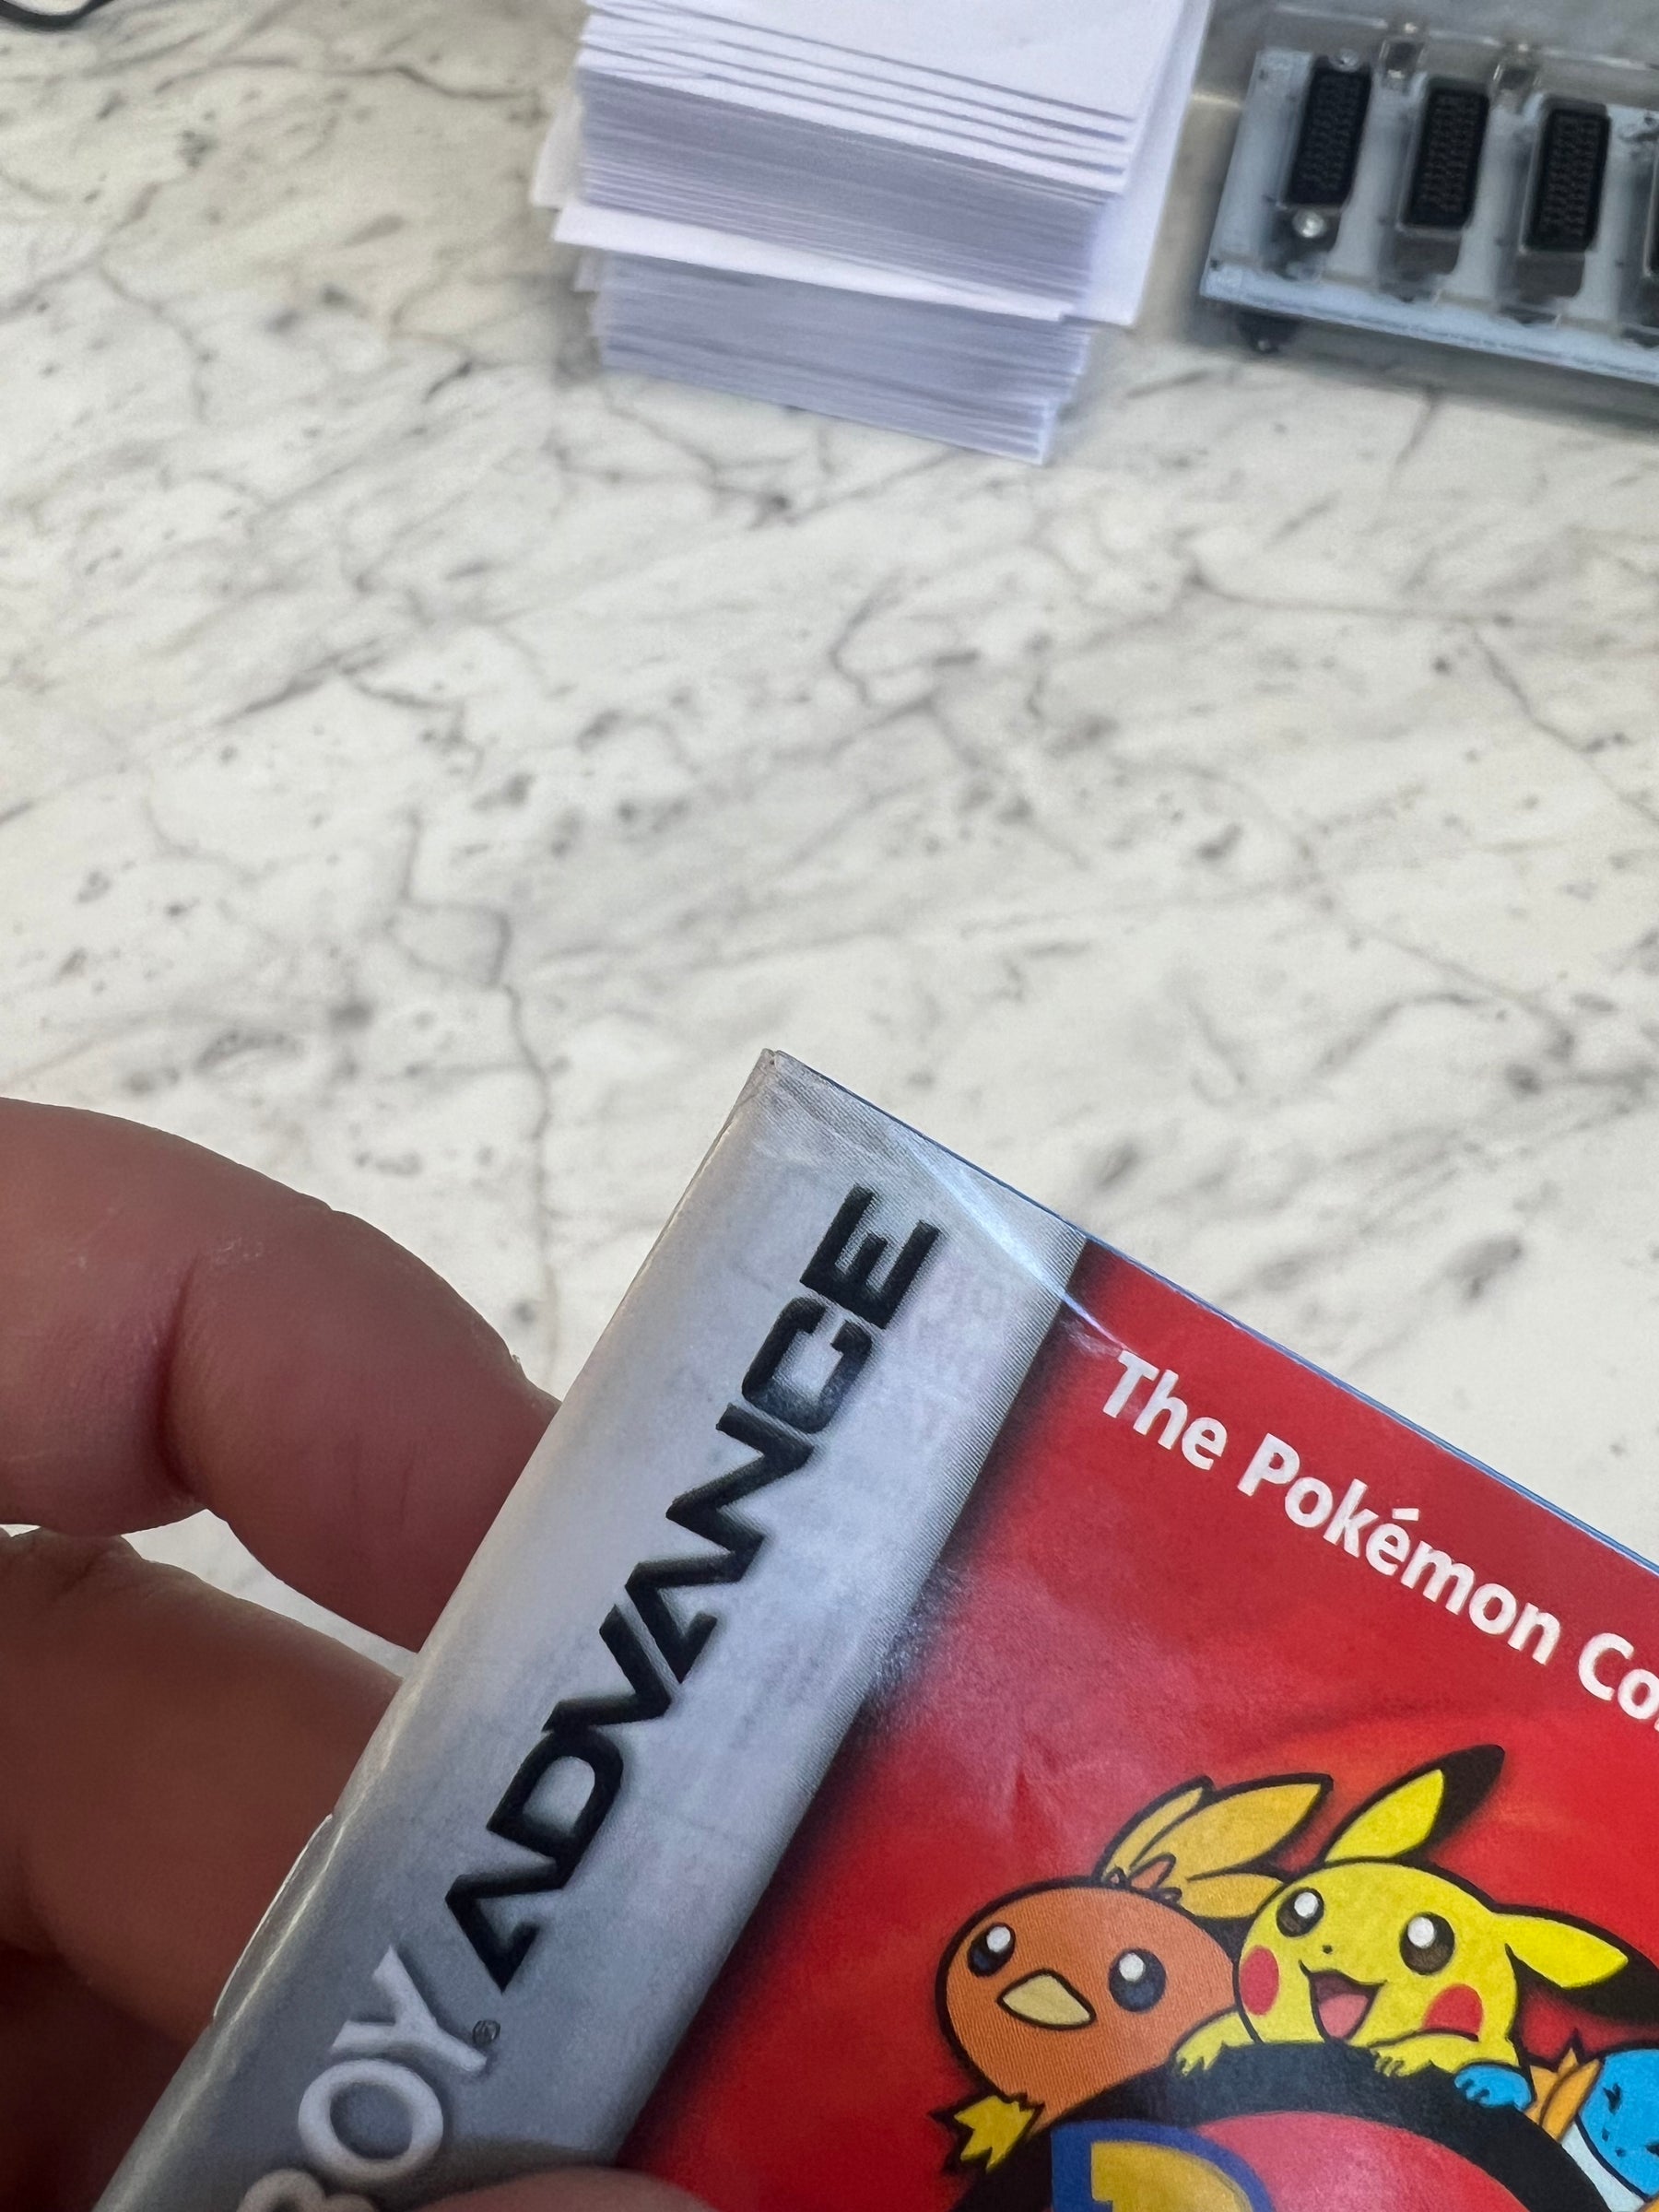 The Pokémon Co
BOY® ADVANCE